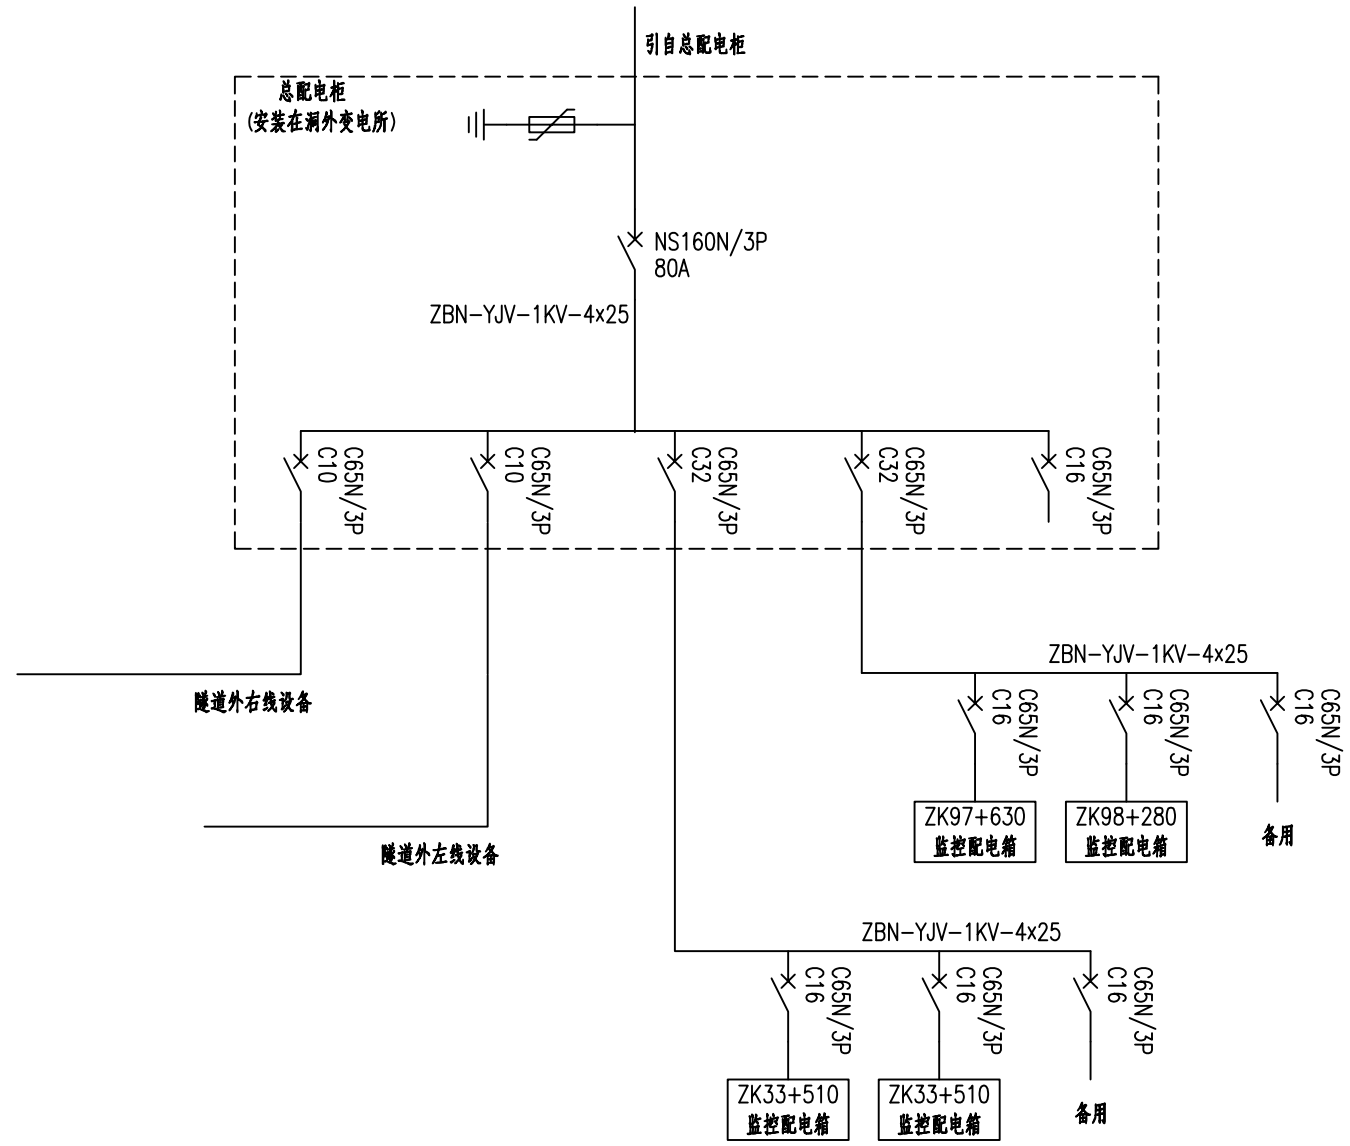 引自总配电柜
总配电柜
(安装在洞外变电所)
NS160N/3P
80A
ZBN-YJV-1KV-4x25
C65N/3P
C10
C65N/3P
C10
C65N/3P
C32
C65N/3P
C32
C65N/3P
C16
ZBN-YJV-1KV-4x25
隧道外右线设备
C65N/3P
C16
C65N/3P
C16
C65N/3P
C16
ZK97+630
监控配电箱
ZK98+280
监控配电箱
备用
隧道外左线设备
ZBN-YJV-1KV-4x25
C65N/3P
C16
C65N/3P
C16
C65N/3P
C16
ZK33+510
监控配电箱
ZK33+510
监控配电箱
备用